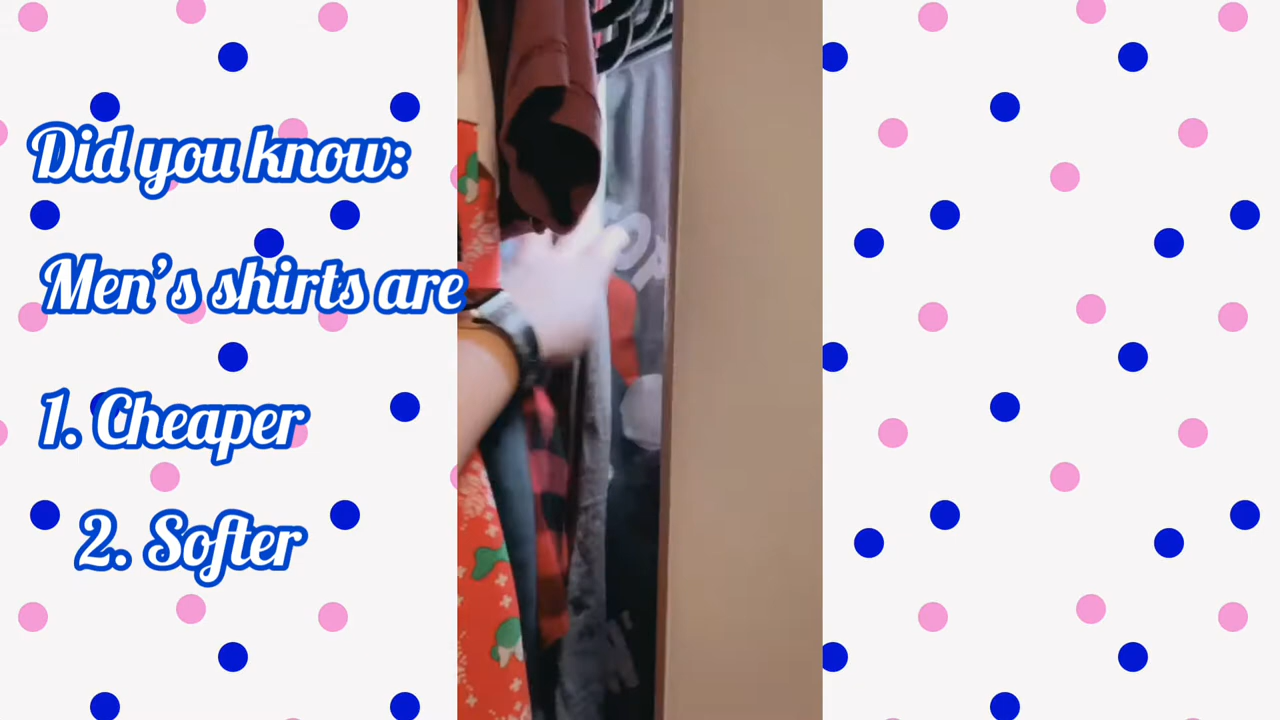 Did you know:
Men's shirts are
1. Cheaper
2. Softer